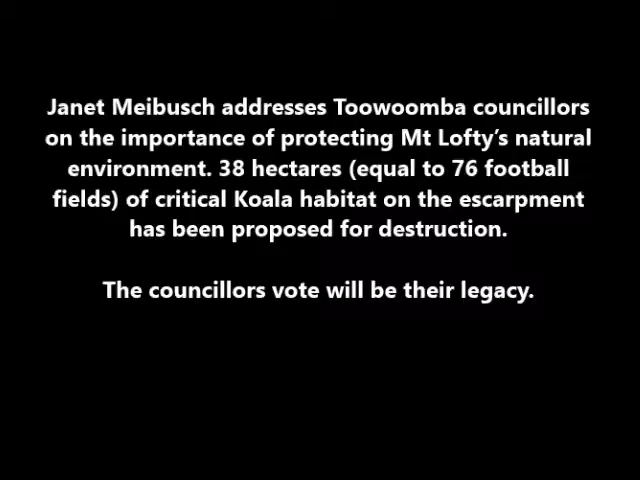 Janet Meibusch addresses Toowoomba councillors
on the importance of protecting Mt Lofty’s natural
environment. 38 hectares (equal to 76 football
fields) of critical Koala habitat on the escarpment
has been proposed for destruction.
The councillors vote will be their legacy.